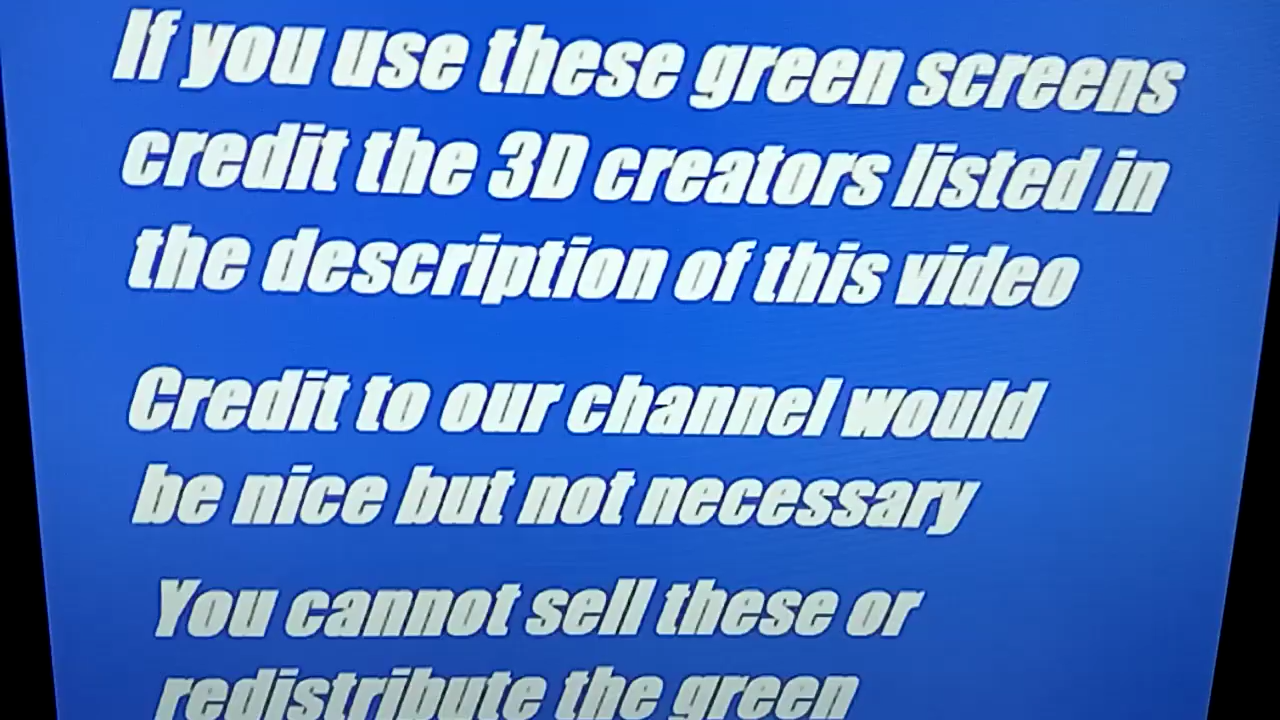 If you use these green screens
credit the 3D creators listed in
the description of this video
Credit to our channel would
be nice but not necessary
You cannot sell these or
redistribute the green